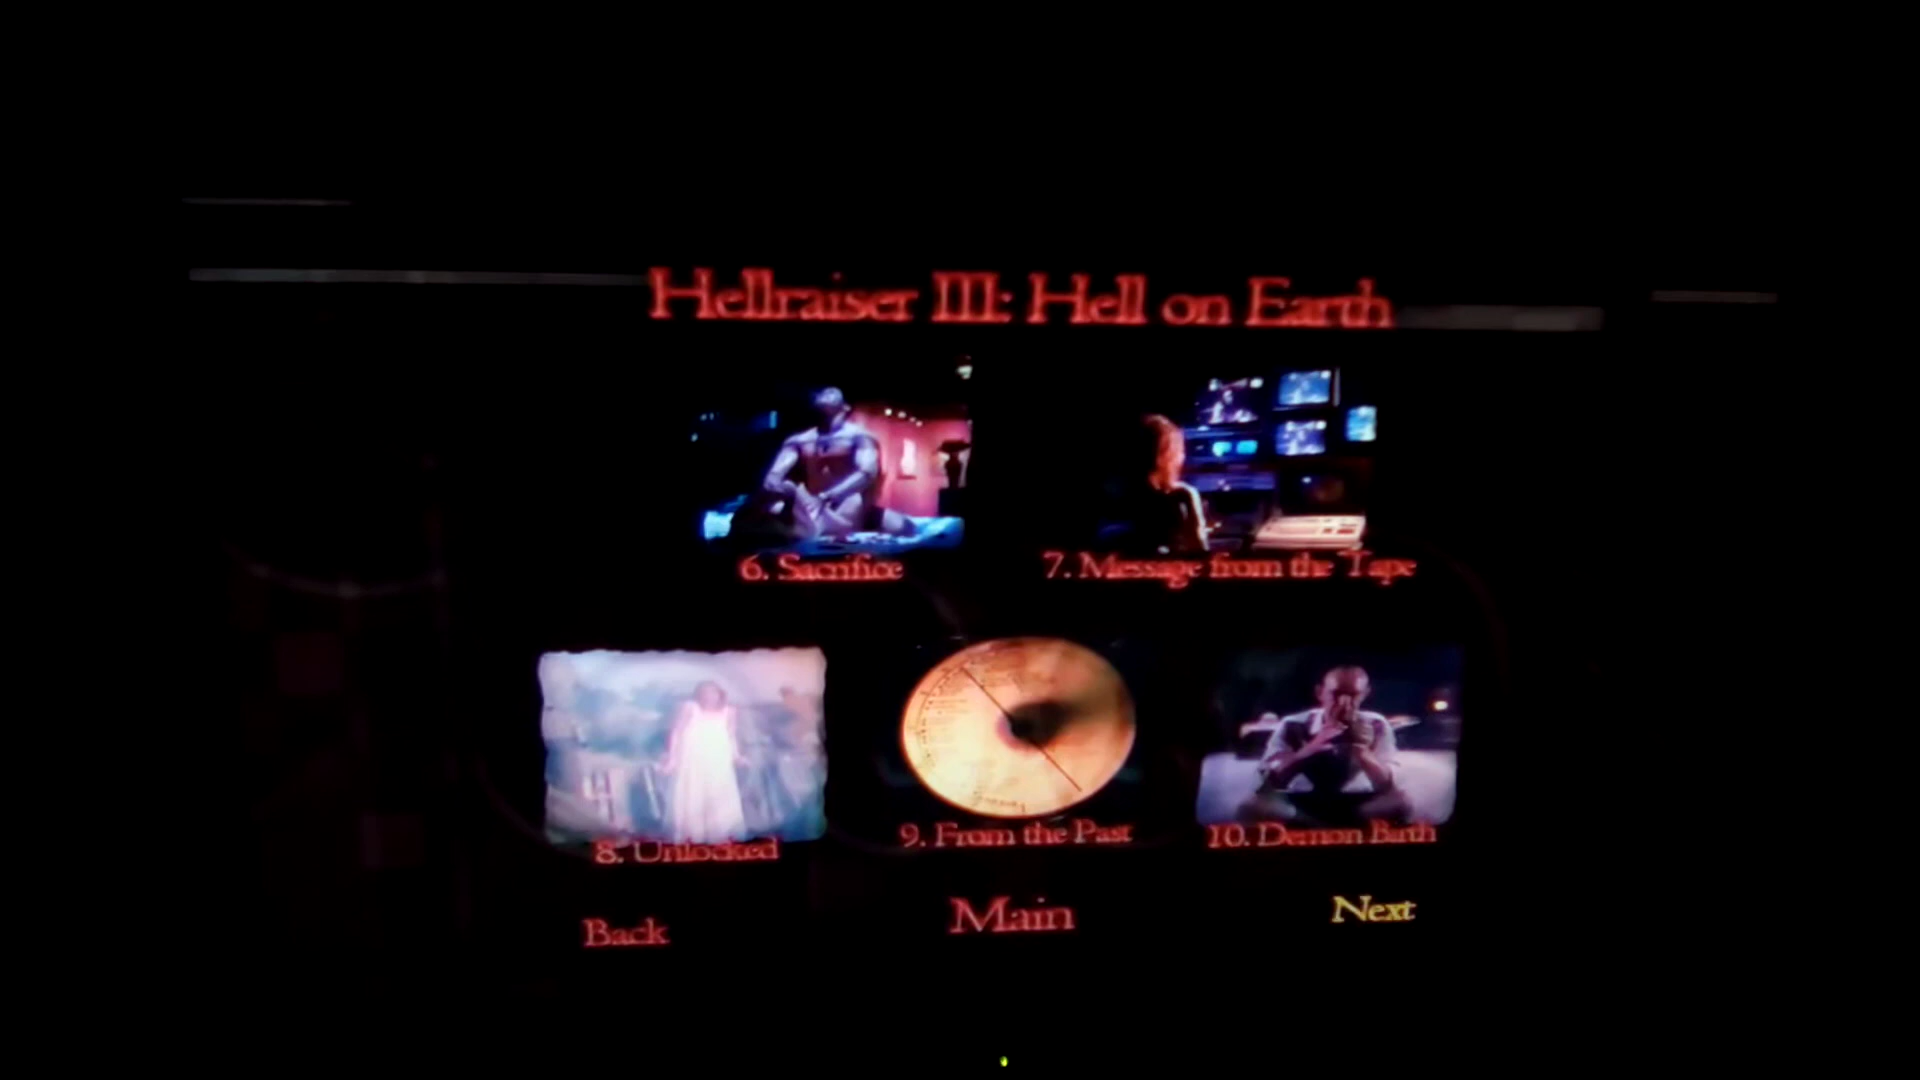 Hellraiser III: Hell on Earth
6. Sacrifice
7. Message from the Tape
8. Unlocked
9. From the Past
10. Demon Birth
Back
Main
Next